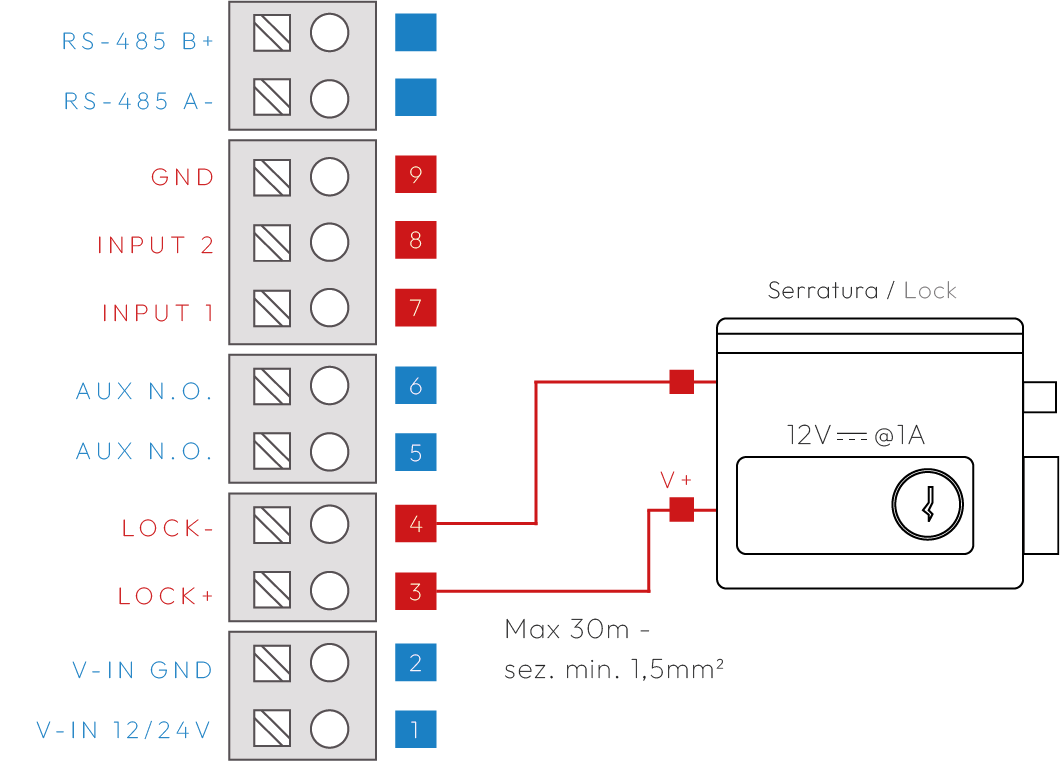 RS-485 B+
RS-485 A-
GND 9
INPUT 2 8
INPUT 1 7
AUX N.O. 6
AUX N.O. 5
LOCK- 4
LOCK+ 3
V-IN GND 2
V-IN 12/24V 1
Serratura / Lock
12V⎓@1A
V+
Max 30m -
sez. min. 1,5mm²